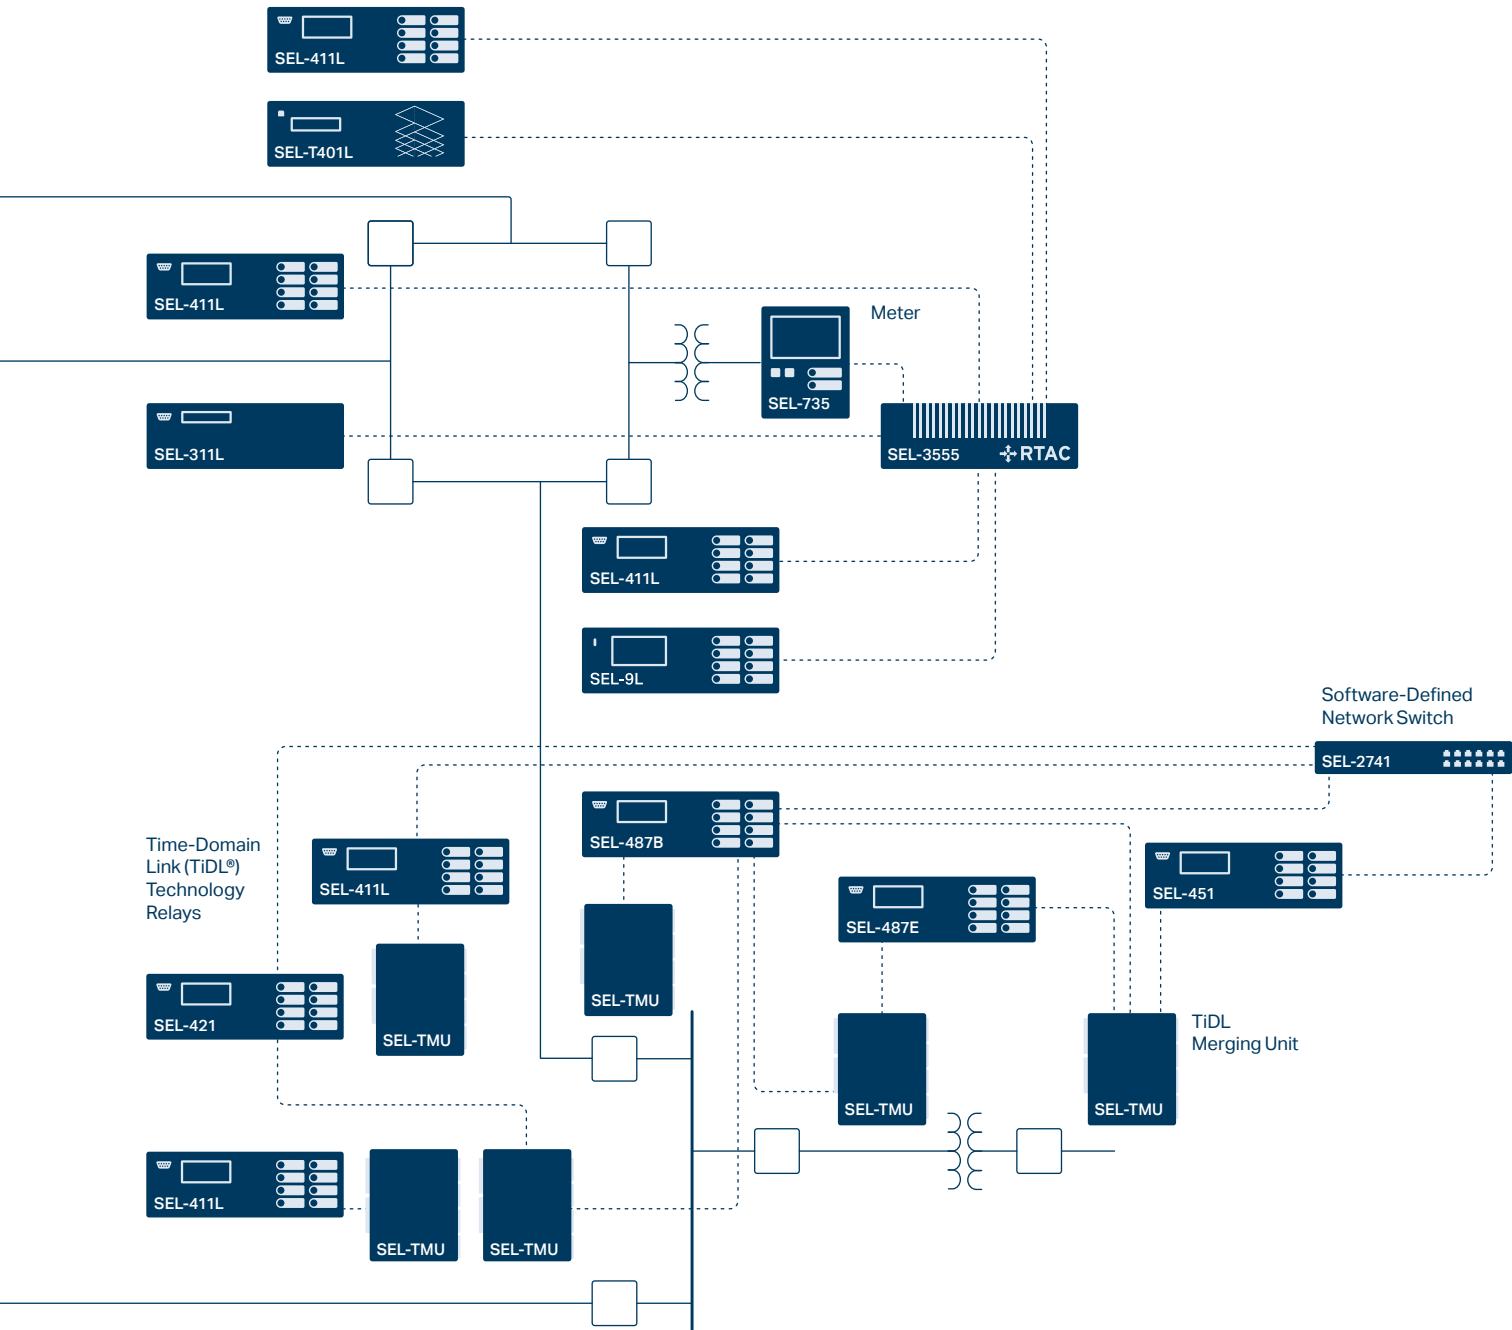 SEL-411L
SEL-T401L
SEL-411L
Meter
SEL-735
SEL-311L
SEL-3555
RTAC
SEL-411L
SEL-9L
Software-Defined
Network Switch
SEL-2741
SEL-487B
Time-Domain
Link (TiDL®)
Technology
Relays
SEL-411L
SEL-451
SEL-487E
SEL-TMU
SEL-421
SEL-TMU
TiDL
Merging Unit
SEL-TMU
SEL-TMU
SEL-411L
SEL-TMU
SEL-TMU